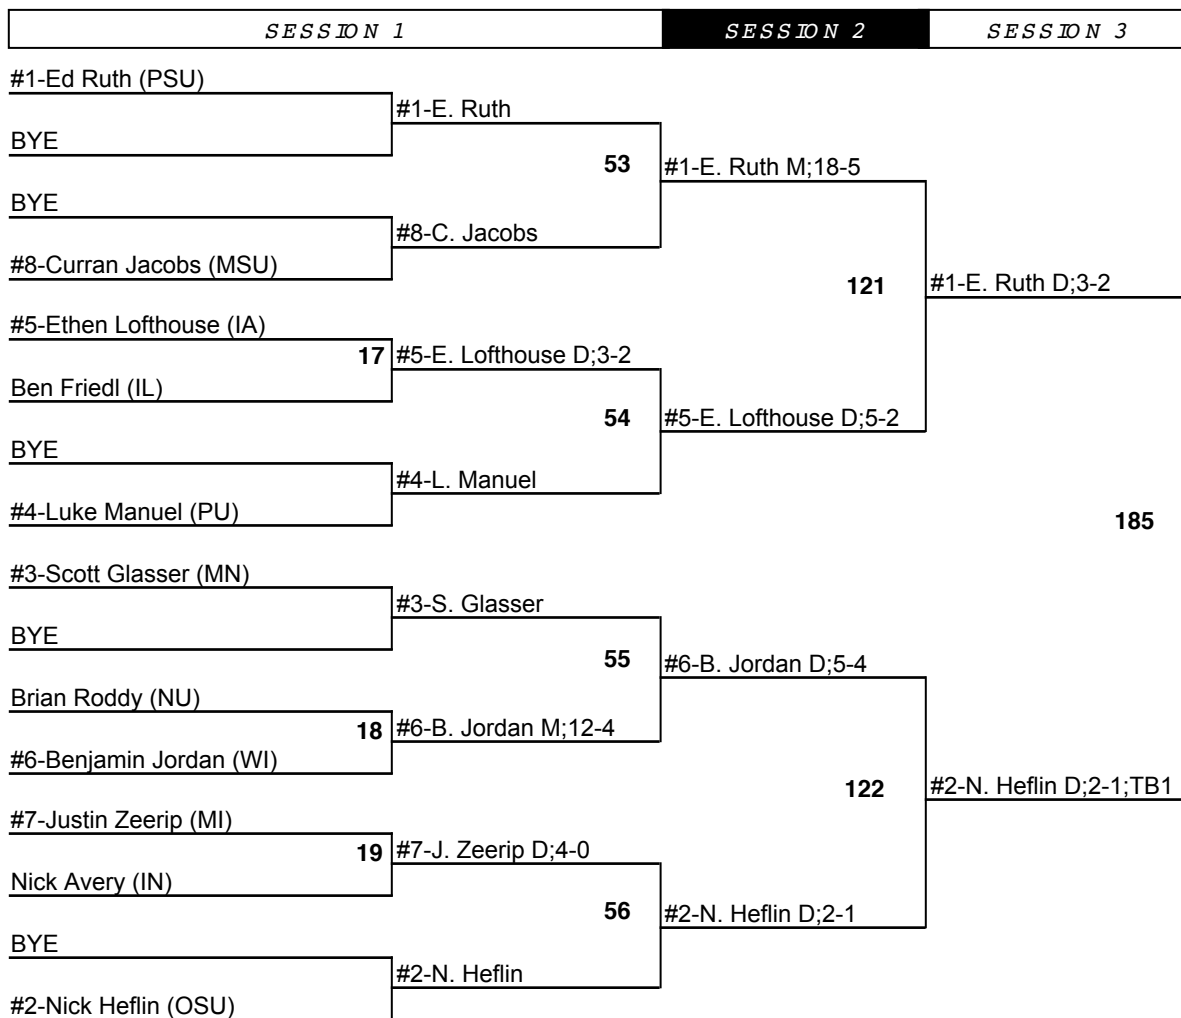 SESSION 1 SESSION 2 SESSION 3
#1-Ed Ruth (PSU)
#1-E. Ruth
BYE
53 #1-E. Ruth M;18-5
BYE
#8-C. Jacobs
#8-Curran Jacobs (MSU)
121 #1-E. Ruth D;3-2
#5-Ethen Lofthouse (IA)
17 #5-E. Lofthouse D;3-2
Ben Friedl (IL)
54 #5-E. Lofthouse D;5-2
BYE
#4-L. Manuel
#4-Luke Manuel (PU)
185
#3-Scott Glasser (MN)
#3-S. Glasser
BYE
55 #6-B. Jordan D;5-4
Brian Roddy (NU)
18 #6-B. Jordan M;12-4
#6-Benjamin Jordan (WI)
122 #2-N. Heflin D;2-1;TB1
#7-Justin Zeerip (MI)
19 #7-J. Zeerip D;4-0
Nick Avery (IN)
56 #2-N. Heflin D;2-1
BYE
#2-N. Heflin
#2-Nick Heflin (OSU)